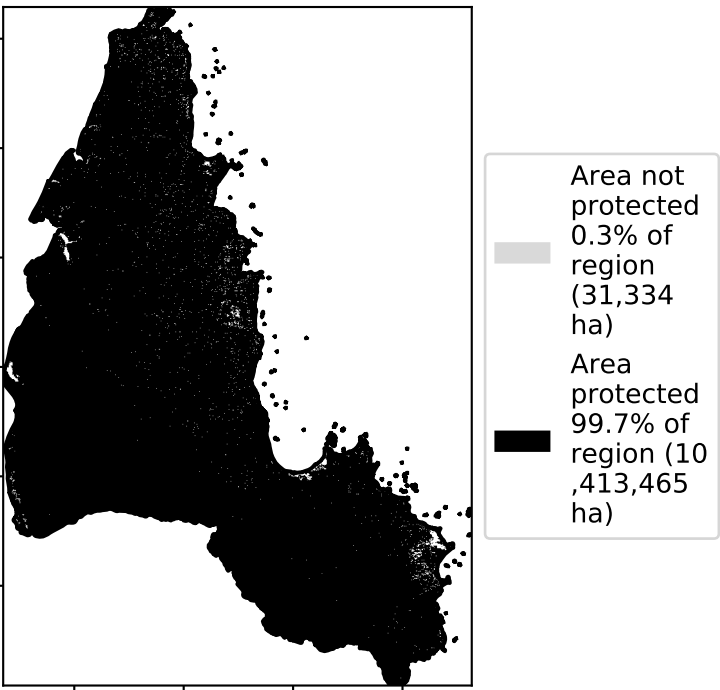 Area not
protected
0.3% of
region
(31,334
ha)
Area
protected
99.7% of
region (10
,413,465
ha)